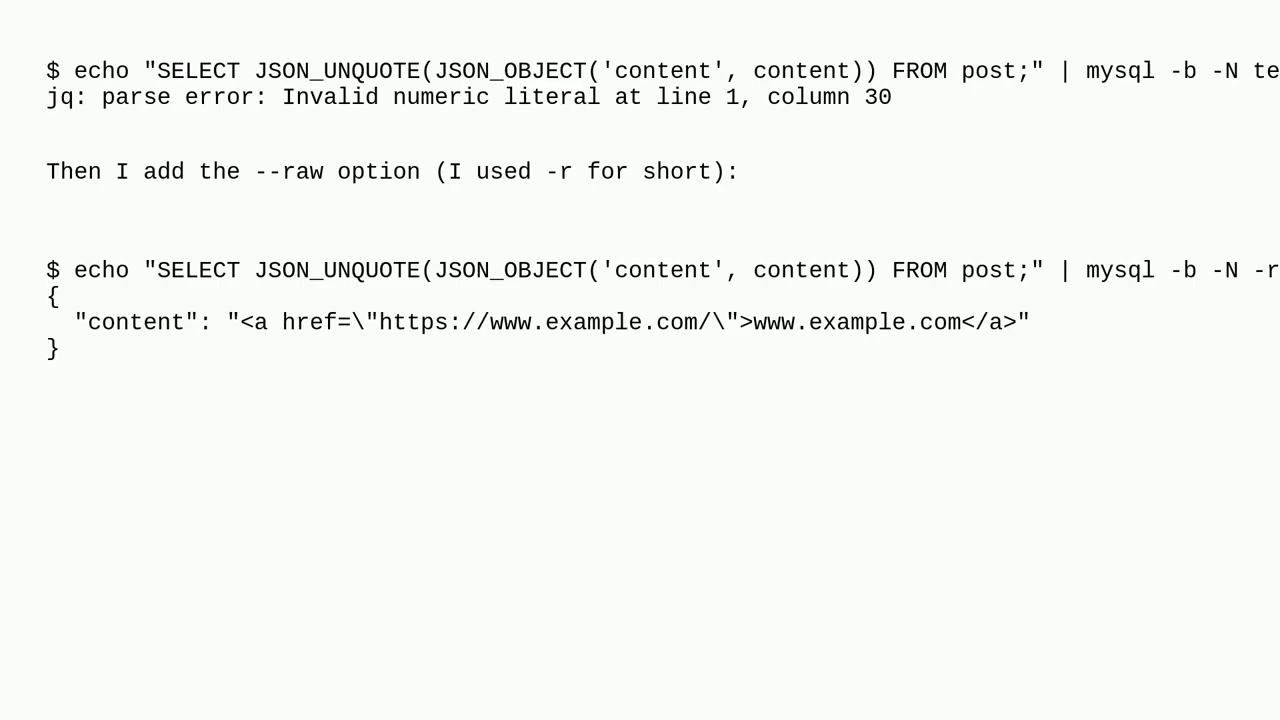 $ echo "SELECT JSON_UNQUOTE(JSON_OBJECT('content', content)) FROM post;" | mysql -b -N te
jq: parse error: Invalid numeric literal at line 1, column 30
Then I add the --raw option (I used -r for short):
$ echo "SELECT JSON_UNQUOTE(JSON_OBJECT('content', content)) FROM post;" | mysql -b -N -r
{
  "content": "<a href=\"https://www.example.com/\">www.example.com</a>"
}